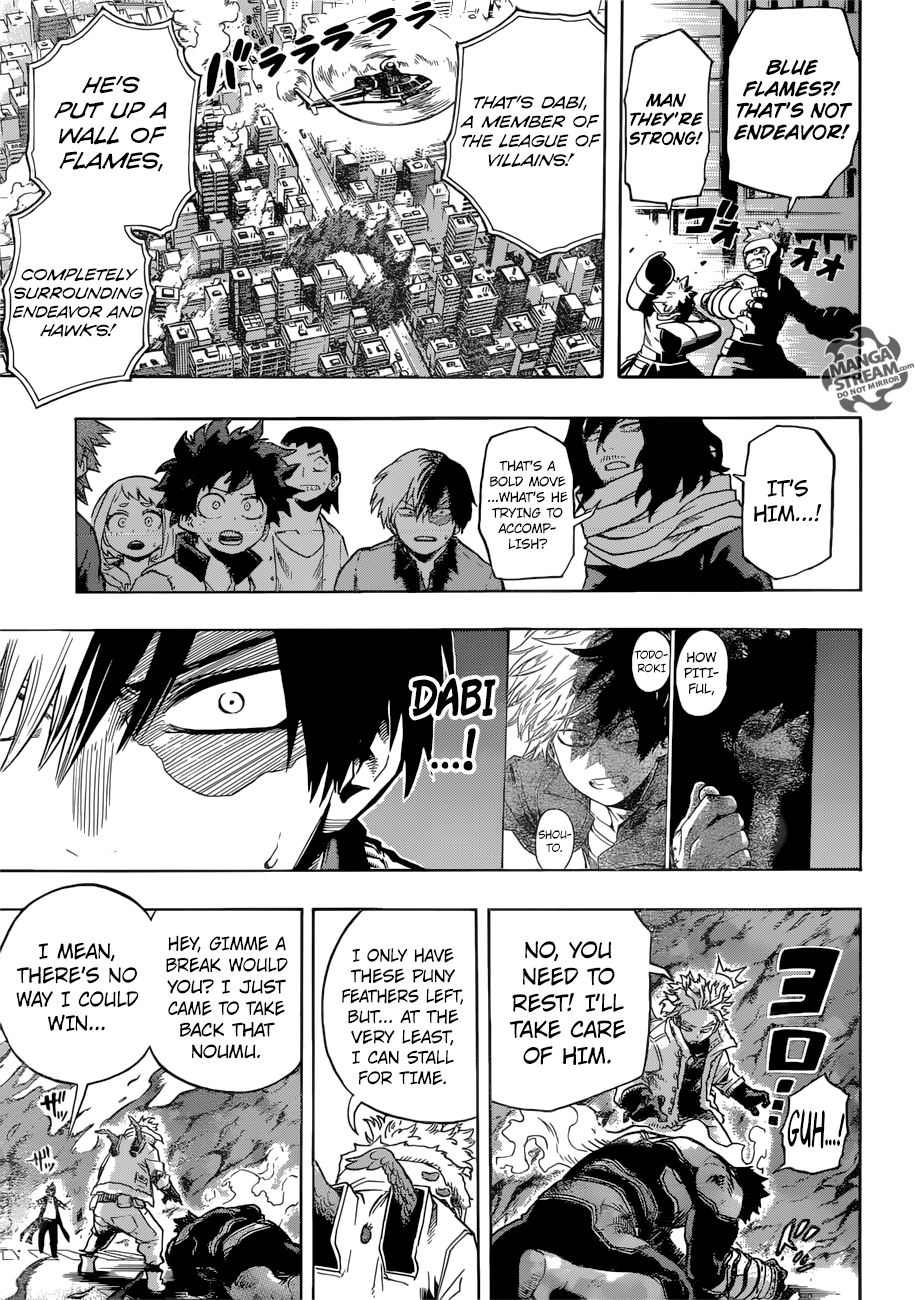 BLUE
FLAMES?!
THAT'S NOT
ENDEAVOR!
MAN
THEY'RE
STRONG!
ゴオ
オオ
MANGA
STREAM.com
DO NOT MIRROR!
バラララララ
THAT'S DABI,
A MEMBER OF
THE LEAGUE OF
VILLAINS!
HE'S
PUT UP A
WALL OF
FLAMES,
COMPLETELY
SURROUNDING
ENDEAVOR AND
HAWKS!
IT'S
HIM...!
THAT'S A
BOLD MOVE
...WHAT'S HE
TRYING TO
ACCOMP-
LISH?
HOW
PITI-
FUL,
TODO-
ROKI
SHOU-
TO.
DABI
...!
ヨロ...
GUH....!
NO, YOU
NEED TO
REST! I'LL
TAKE CARE
OF HIM.
I ONLY HAVE
THESE PUNY
FEATHERS LEFT,
BUT... AT THE
VERY LEAST,
I CAN STALL
FOR TIME.
HEY, GIMME A
BREAK WOULD
YOU? I JUST
CAME TO TAKE
BACK THAT
NOUMU.
I MEAN,
THERE'S NO
WAY I COULD
WIN...